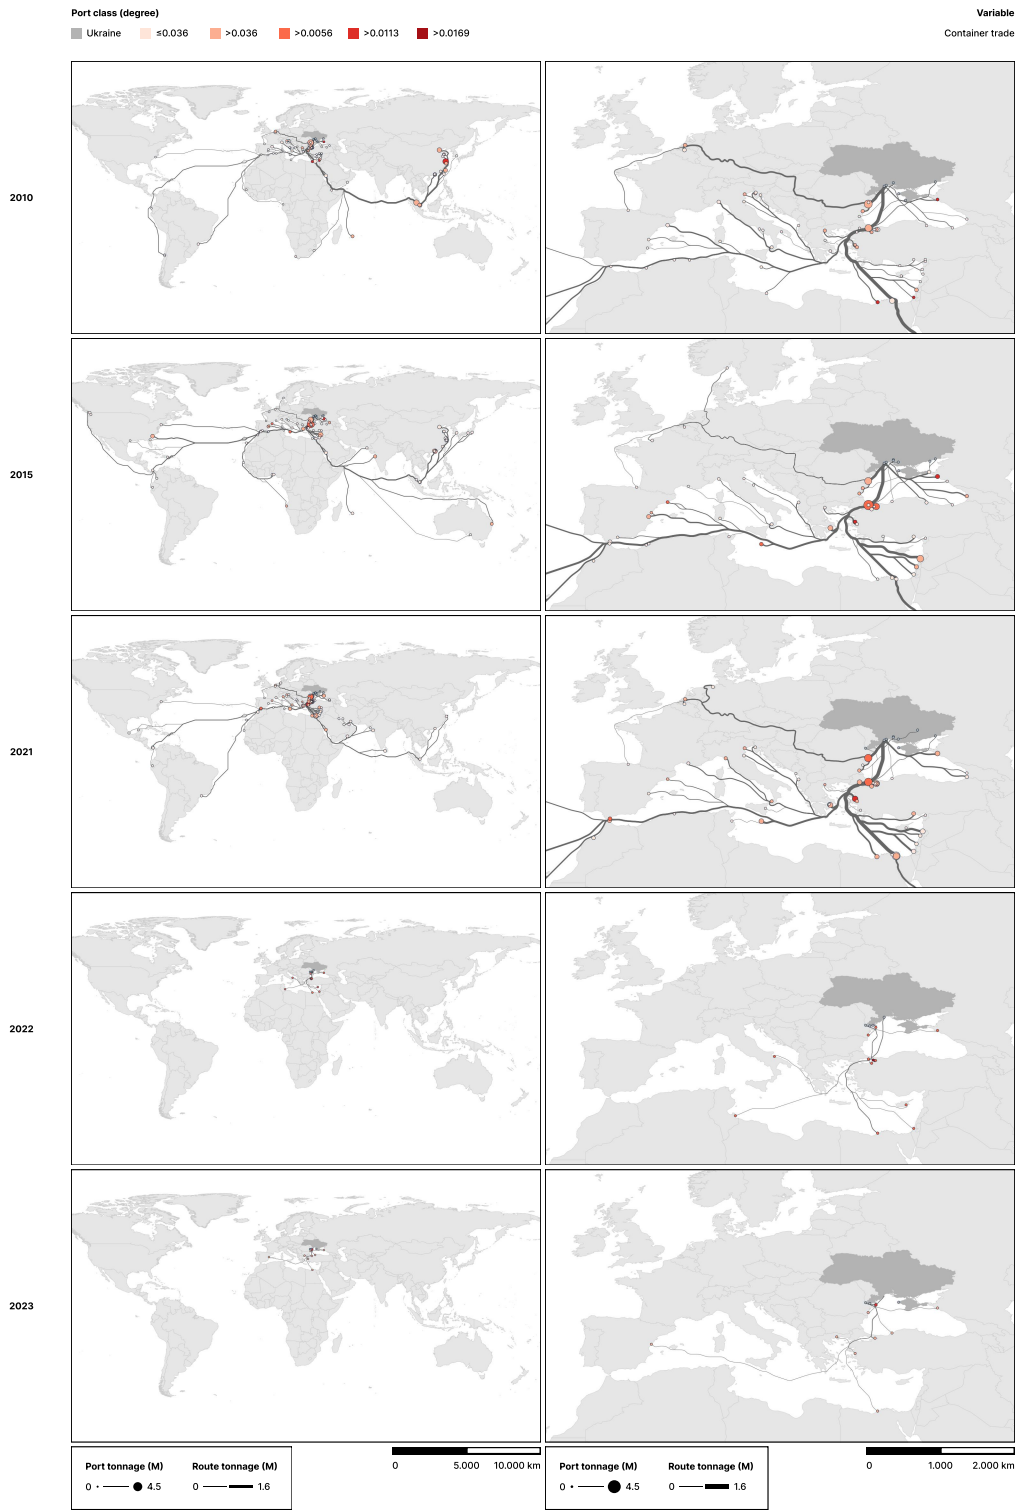 Port class (degree)
Variable
Ukraine ≤0.036 >0.036 >0.0056 >0.0113 >0.0169
Container trade
2010
2015
2021
2022
2023
Port tonnage (M) Route tonnage (M)
0 4.5 0 1.6
0 5.000 10.000 km
Port tonnage (M) Route tonnage (M)
0 4.5 0 1.6
0 1.000 2.000 km